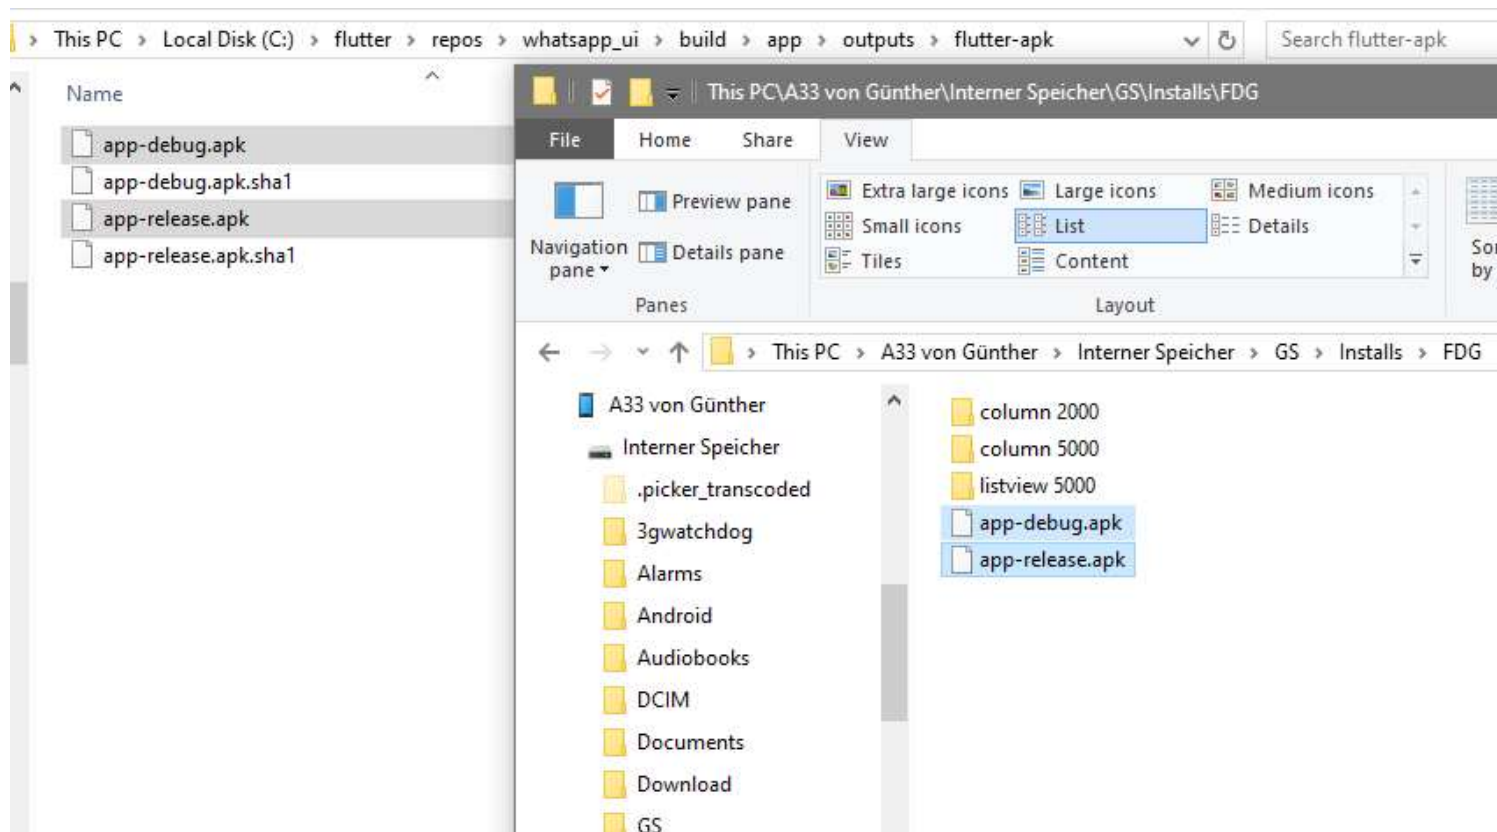 This PC > Local Disk (C:) > flutter > repos > whatsapp_ui > build > app > outputs > flutter-apk
Search flutter-apk
Name
app-debug.apk
app-debug.apk.sha1
app-release.apk
app-release.apk.sha1
This PC\A33 von Günther\Interner Speicher\GS\Installs\FDG
File Home Share View
Preview pane
Details pane
Navigation
pane
Panes
Extra large icons Large icons Medium icons
Small icons List Details
Tiles Content
Layout
by
This PC > A33 von Günther > Interner Speicher > GS > Installs > FDG
A33 von Günther
Interner Speicher
.picker_transcoded
3gwatchdog
Alarms
Android
Audiobooks
DCIM
Documents
Download
GS
column 2000
column 5000
listview 5000
app-debug.apk
app-release.apk